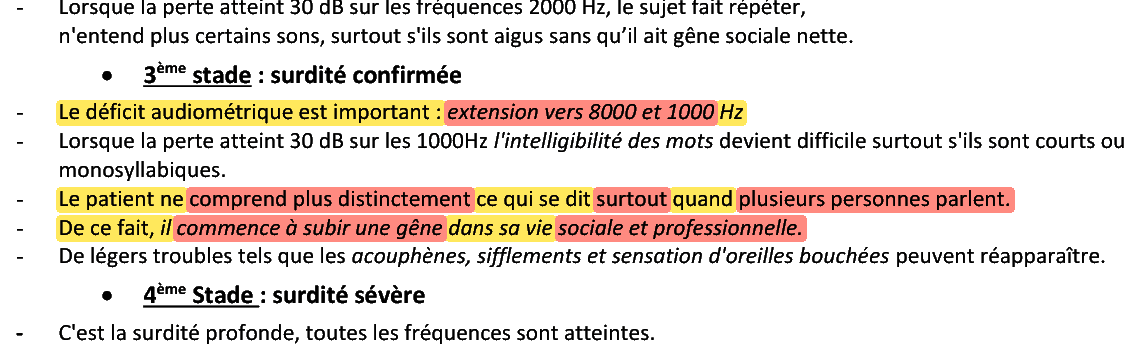 - Lorsque la perte atteint 30 dB sur les fréquences 2000 Hz, le sujet fait répéter,
n'entend plus certains sons, surtout s'ils sont aigus sans qu’il ait gêne sociale nette.
• 3ème stade : surdité confirmée
- Le déficit audiométrique est important : extension vers 8000 et 1000 Hz
- Lorsque la perte atteint 30 dB sur les 1000Hz l'intelligibilité des mots devient difficile surtout s'ils sont courts ou
monosyllabiques.
- Le patient ne comprend plus distinctement ce qui se dit surtout quand plusieurs personnes parlent.
- De ce fait, il commence à subir une gêne dans sa vie sociale et professionnelle.
- De légers troubles tels que les acouphènes, sifflements et sensation d'oreilles bouchées peuvent réapparaître.
• 4ème Stade : surdité sévère
- C'est la surdité profonde, toutes les fréquences sont atteintes.